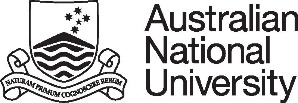 Australian
National
University
NATURAM PRIMUM COGNOSCERE RERUM